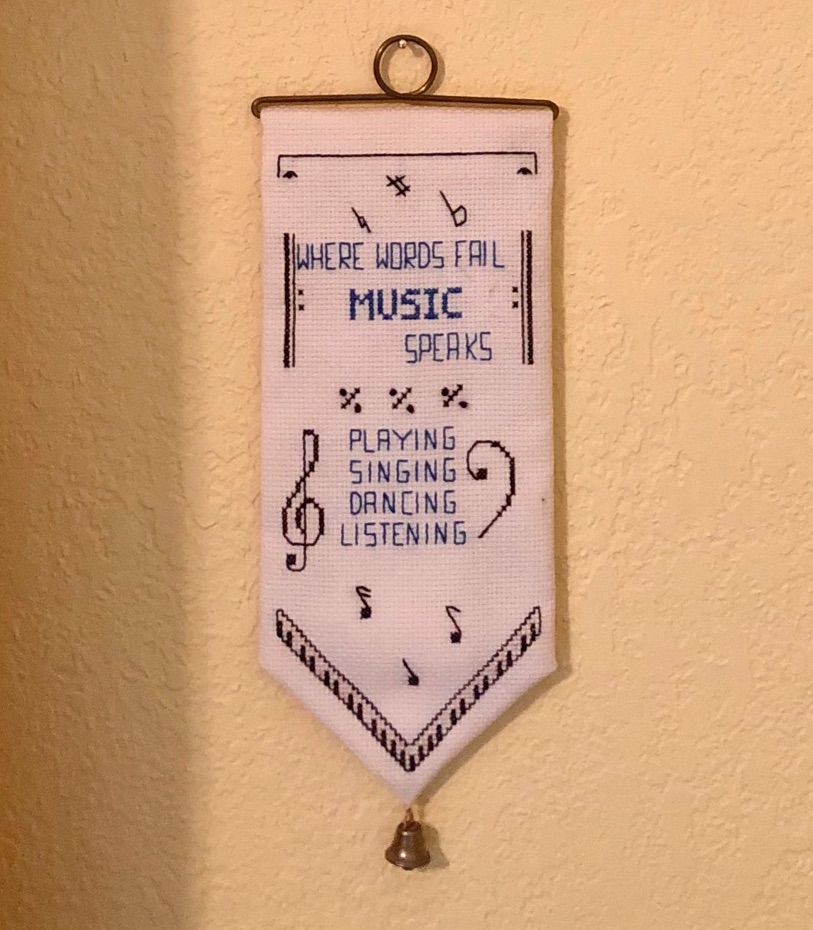 WHERE WORDS FAIL
MUSIC
SPEAKS
PLAYING
SINGING
DANCING
LISTENING